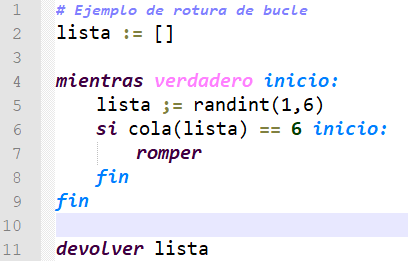 1 # Ejemplo de rotura de bucle
2 lista := []
3
4 mientras verdadero inicio:
5     lista ;= randint(1,6)
6     si cola(lista) == 6 inicio:
7         romper
8     fin
9 fin
10
11 devolver lista